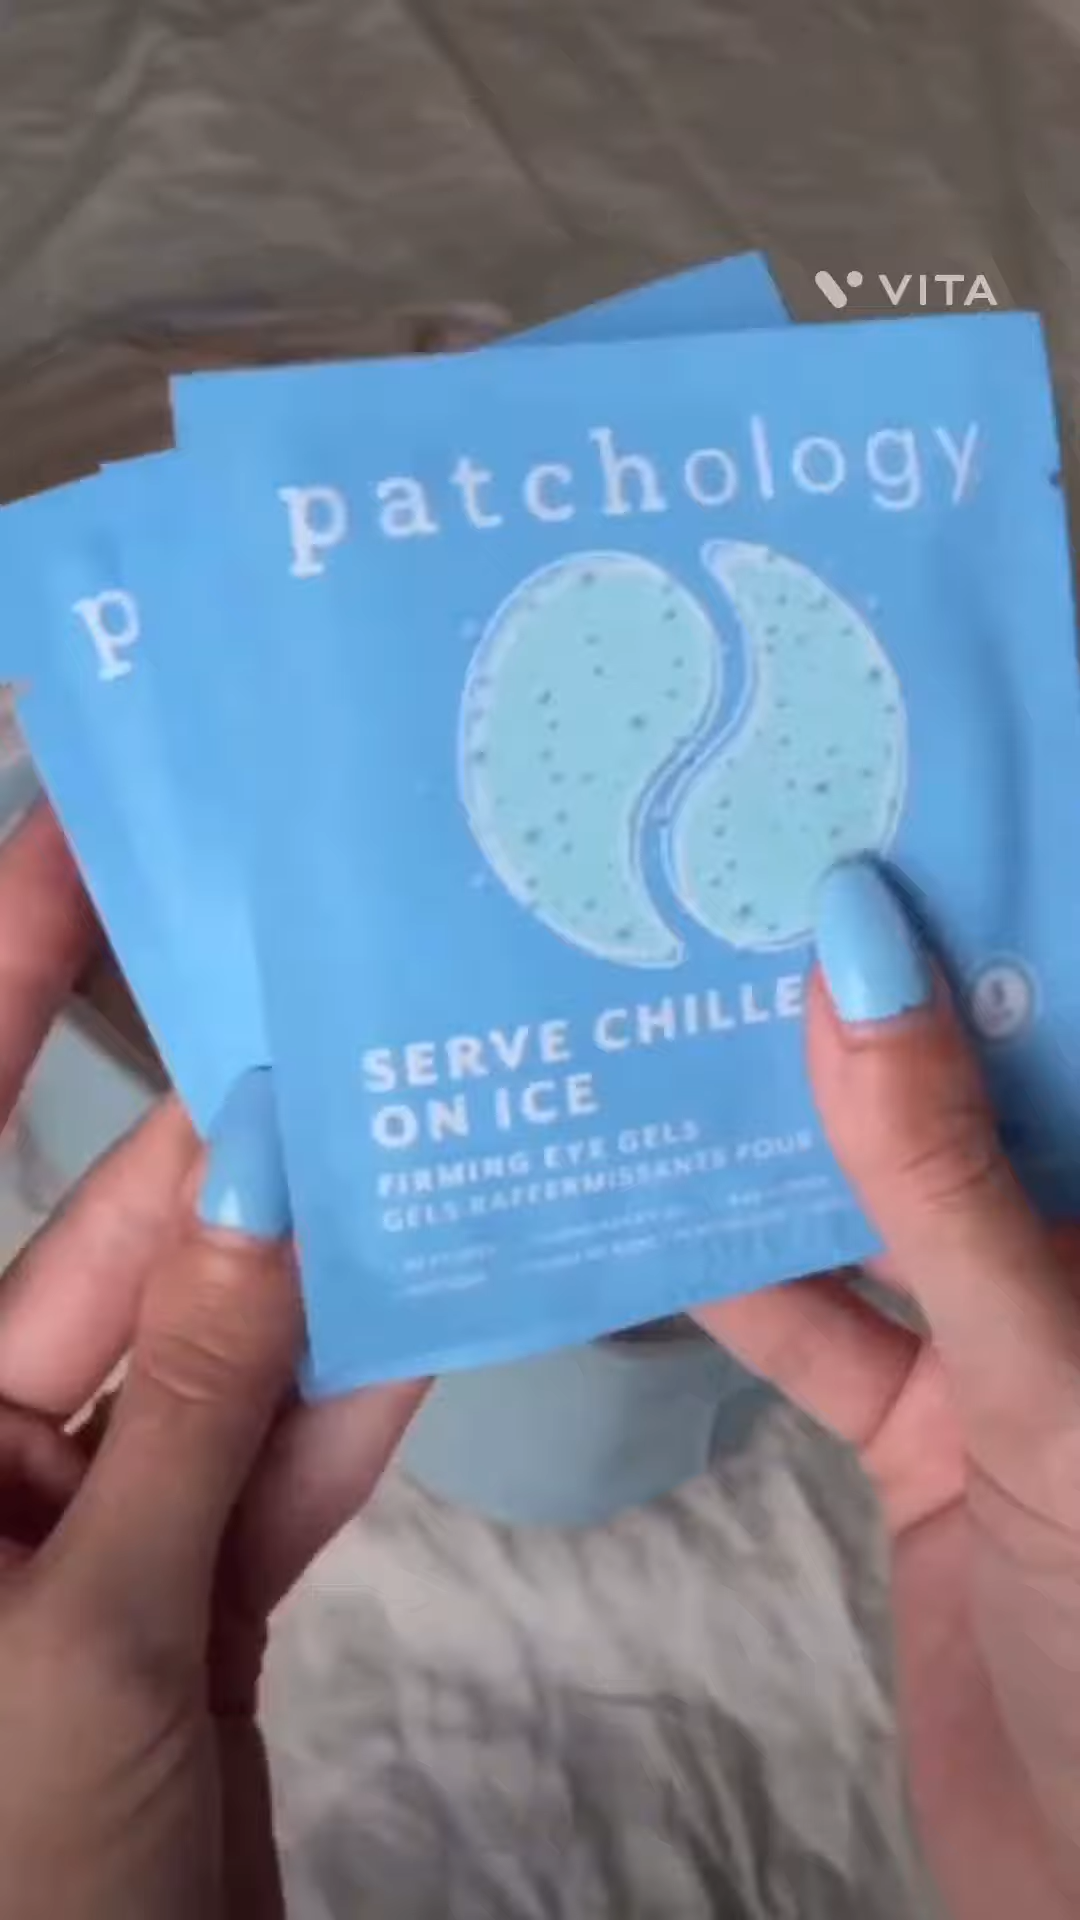 VITA
patchology
p
SERVE CHILLE
ON ICE
FIRMING EYE GELS
GELS RAFFERMISSANTS POUR